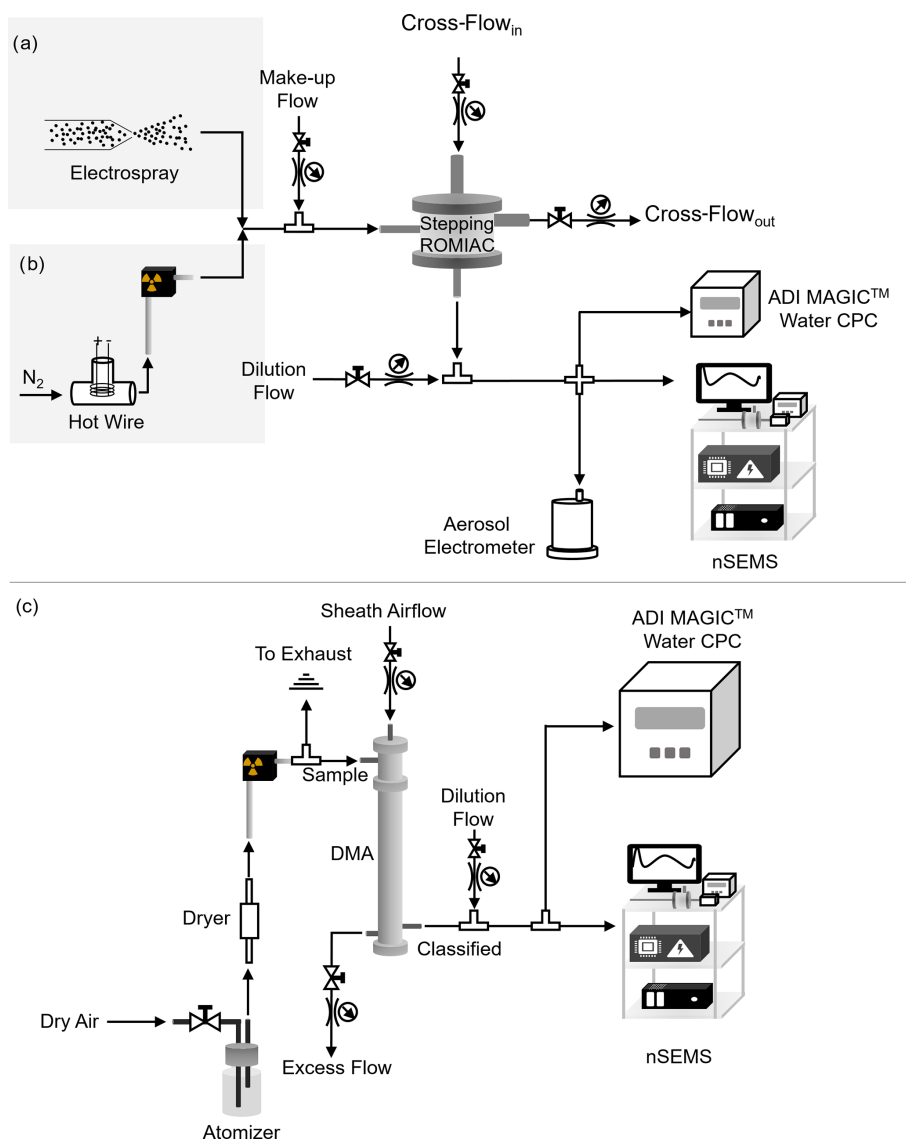 (a)
Cross-Flowin
Make-up
Flow
Electrospray
Stepping
ROMIAC
Cross-Flowout
(b)
ADI MAGIC™
Water CPC
N2
+ -
Hot Wire
Dilution
Flow
Aerosol
Electrometer
nSEMS
(c)
Sheath Airflow
ADI MAGIC™
Water CPC
To Exhaust
Sample
Dilution
Flow
DMA
Dryer
Classified
Dry Air
Excess Flow
nSEMS
Atomizer